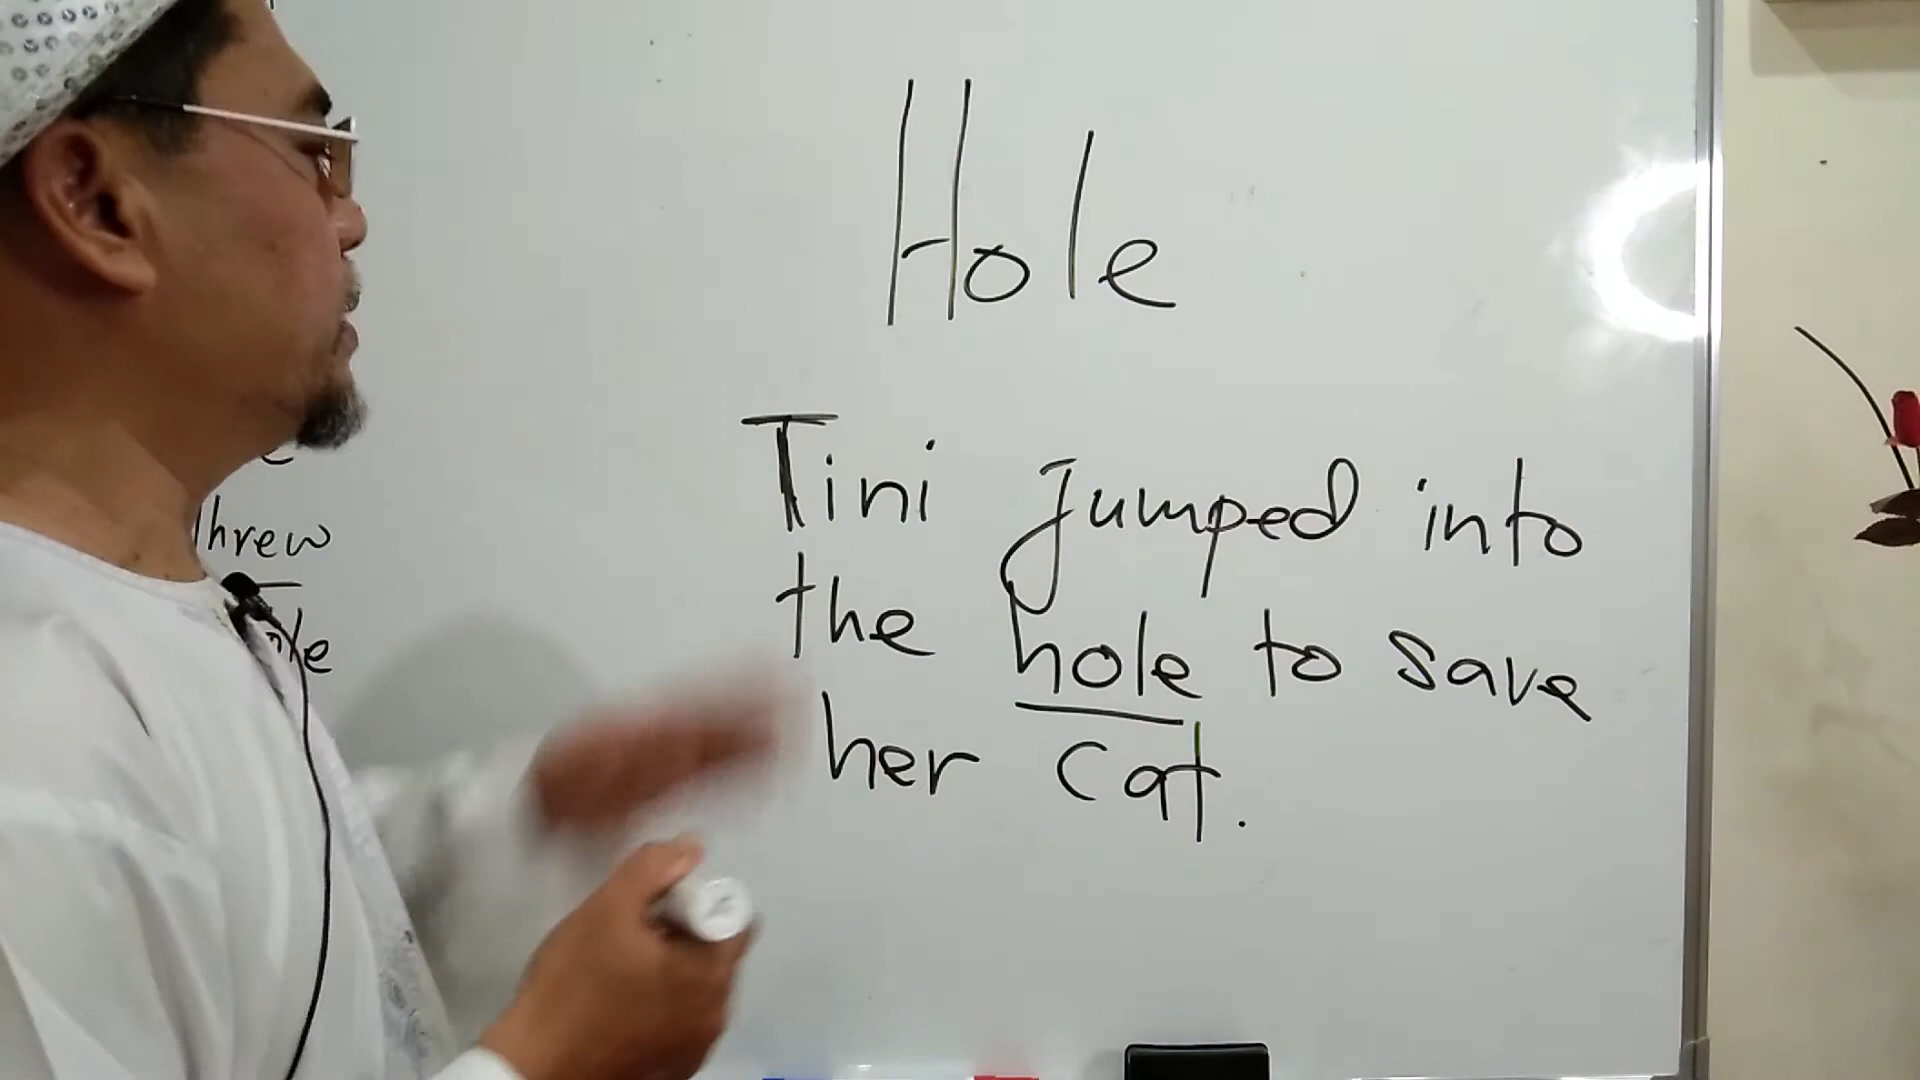 Hole
Tini jumped into
the hole to save
her cat.
threw